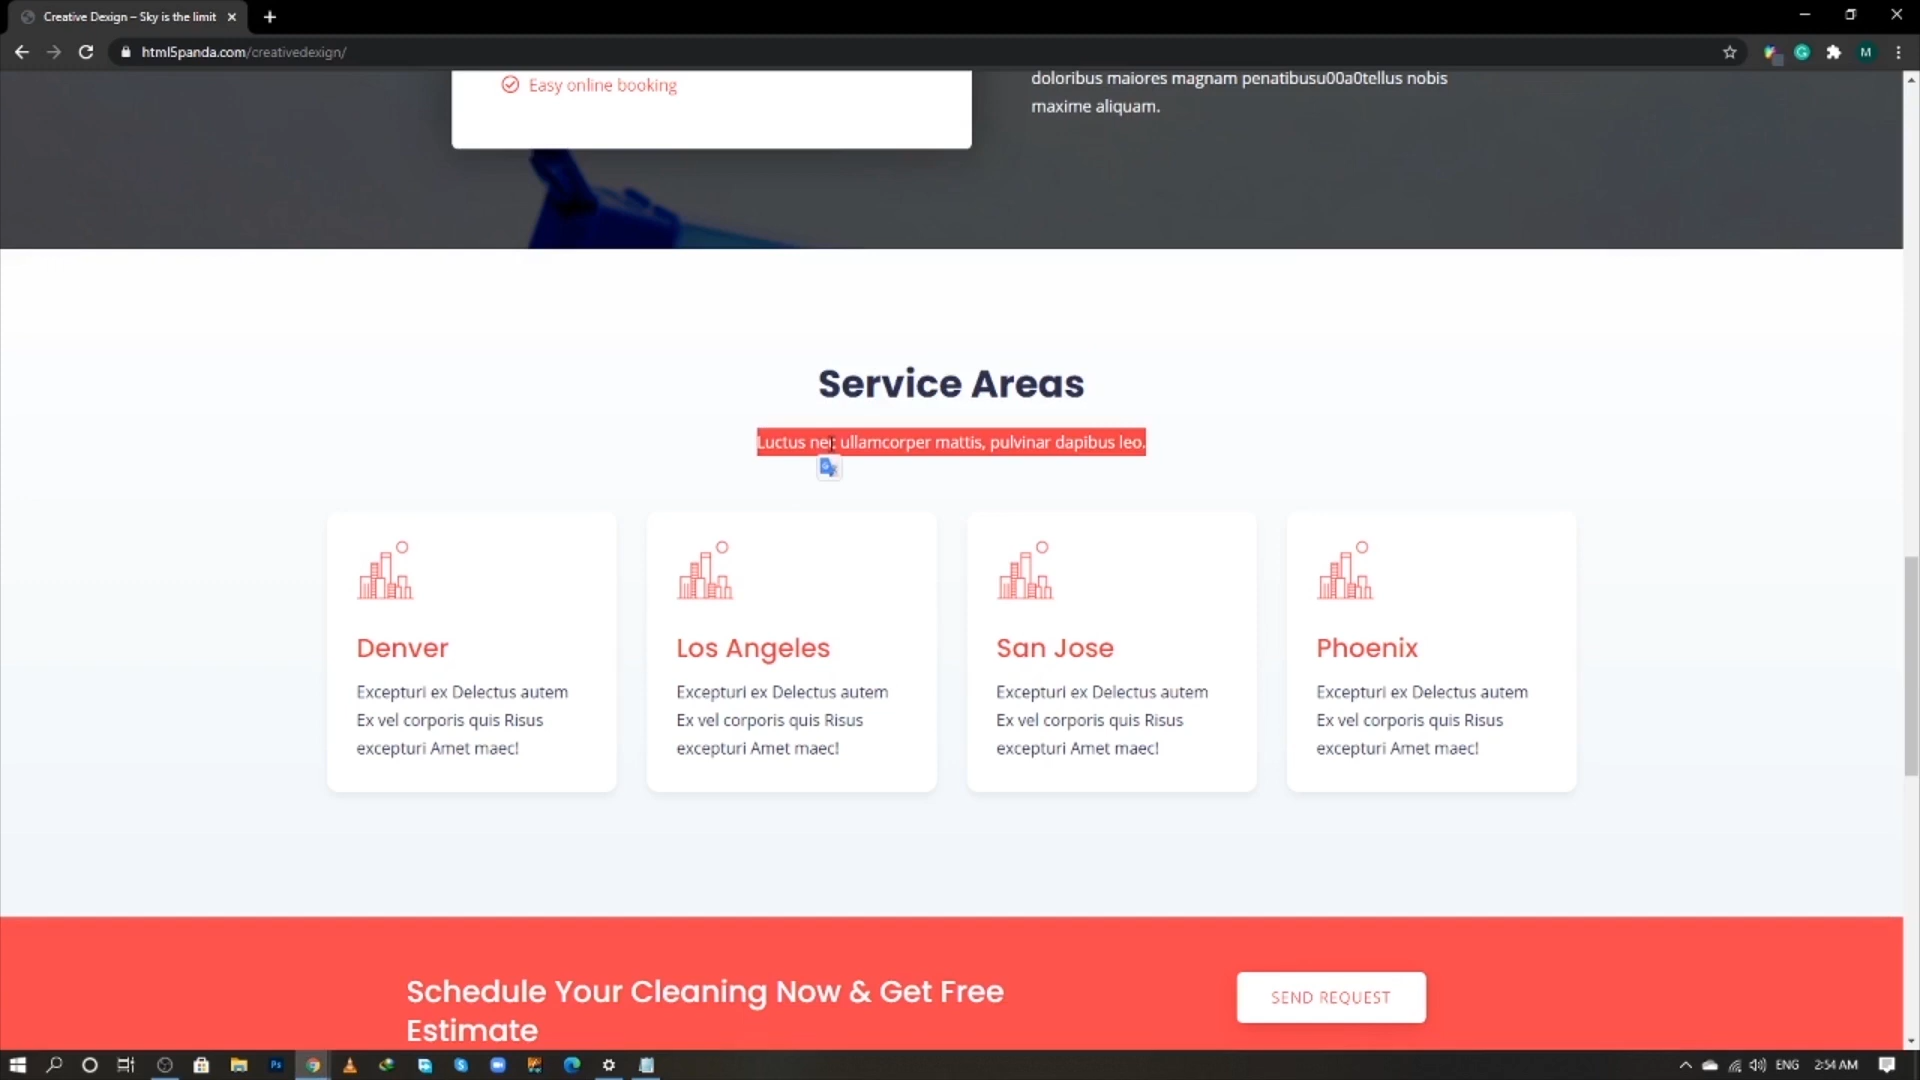 Creative Dexign – Sky is the limit
html5panda.com/creativedexign/
M
Easy online booking
doloribus maiores magnam penatibusu00a0tellus nobis
maxime aliquam.
Service Areas
Luctus nec ullamcorper mattis, pulvinar dapibus leo.
Denver
Excepturi ex Delectus autem
Ex vel corporis quis Risus
excepturi Amet maec!
Los Angeles
Excepturi ex Delectus autem
Ex vel corporis quis Risus
excepturi Amet maec!
San Jose
Excepturi ex Delectus autem
Ex vel corporis quis Risus
excepturi Amet maec!
Phoenix
Excepturi ex Delectus autem
Ex vel corporis quis Risus
excepturi Amet maec!
Schedule Your Cleaning Now & Get Free
Estimate
SEND REQUEST
Ps
ENG
2:54 AM